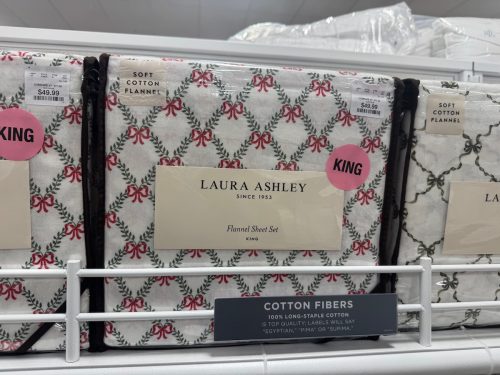 $49.99
KING
SOFT
COTTON
FLANNEL
$49.99
KING
LAURA ASHLEY
SINCE 1953
Flannel Sheet Set
KING
SOFT
COTTON
FLANNEL
LA
COTTON FIBERS
100% LONG-STAPLE COTTON
IS TOP QUALITY. LABELS WILL SAY
"EGYPTIAN," "PIMA" OR "SUPIMA."